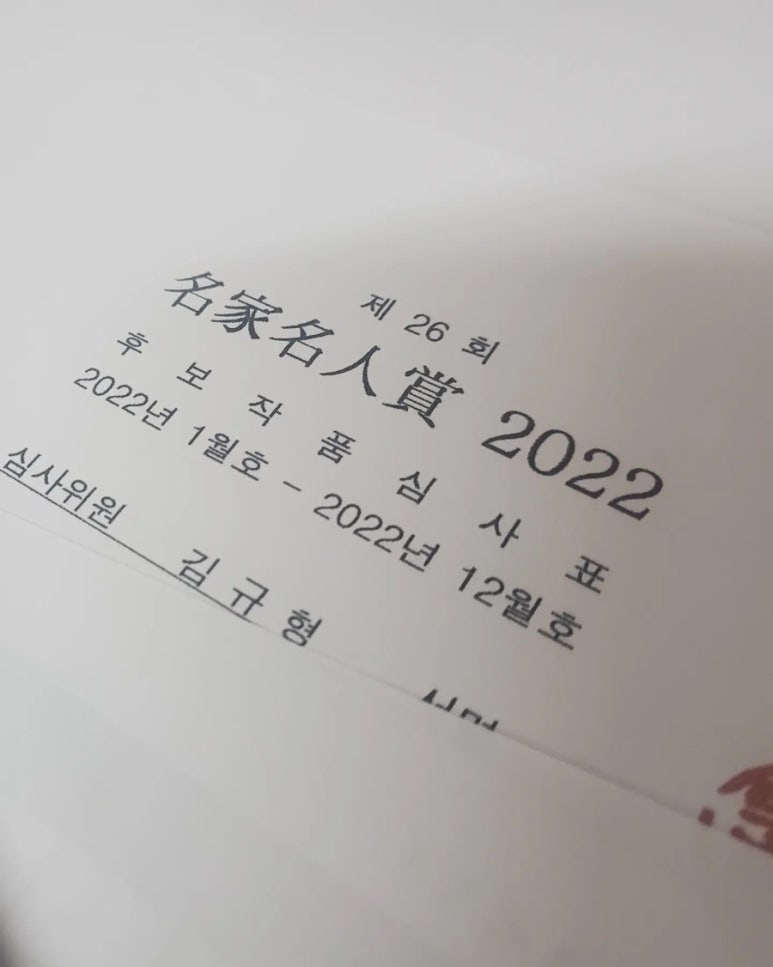 제 26 회
名家名人賞 2022
후 보 작 품 심 사 표
2022년 1월호 - 2022년 12월호
심사위원 김 규 형